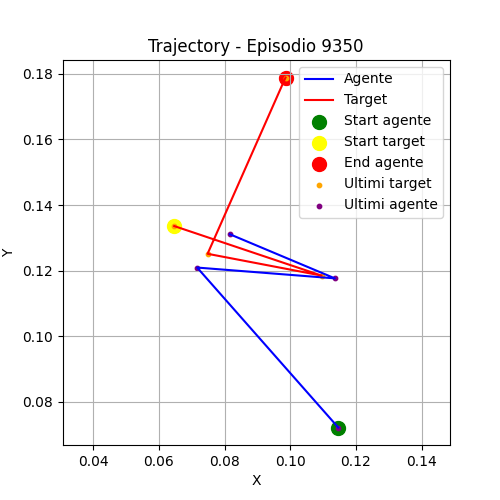 Trajectory - Episodio 9350
Agente
Target
Start agente
Start target
End agente
Ultimi target
Ultimi agente
Y
0.18
0.16
0.14
0.12
0.10
0.08
0.04
0.06
0.08
0.10
0.12
0.14
X